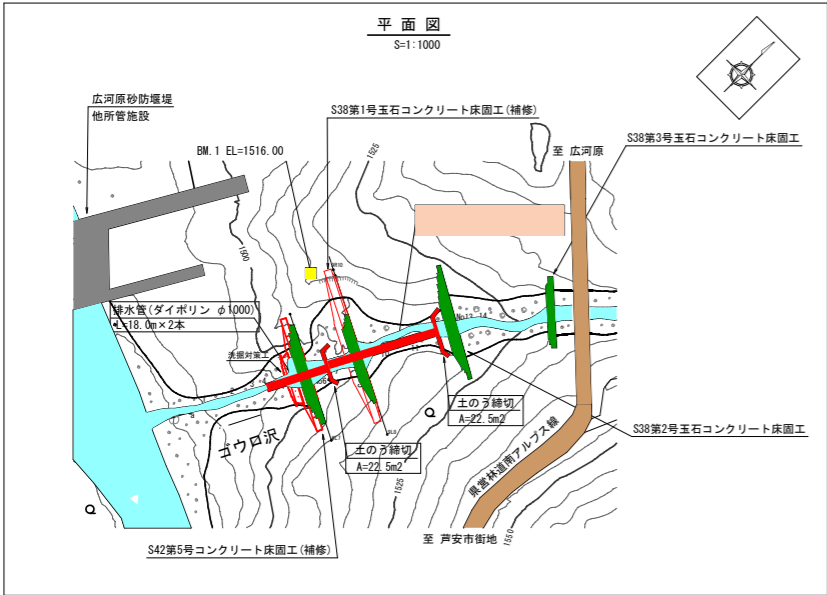 平 面 図
S=1:1000
広河原砂防堰堤
他所管施設
S38第1号玉石コンクリート床固工(補修)
BM.1 EL=1516.00
1525
至 広河原
S38第3号玉石コンクリート床固工
1500
排水管(ダイポリン φ1000)
L=18.0m×2本
洗掘対策工
No13
14
10
11
8
土のう締切
A=22.5m2
土のう締切
A=22.5m2
ゴウロ沢
S38第2号玉石コンクリート床固工
県営林道南アルプス線
1525
1550
至 芦安市街地
S42第5号コンクリート床固工(補修)